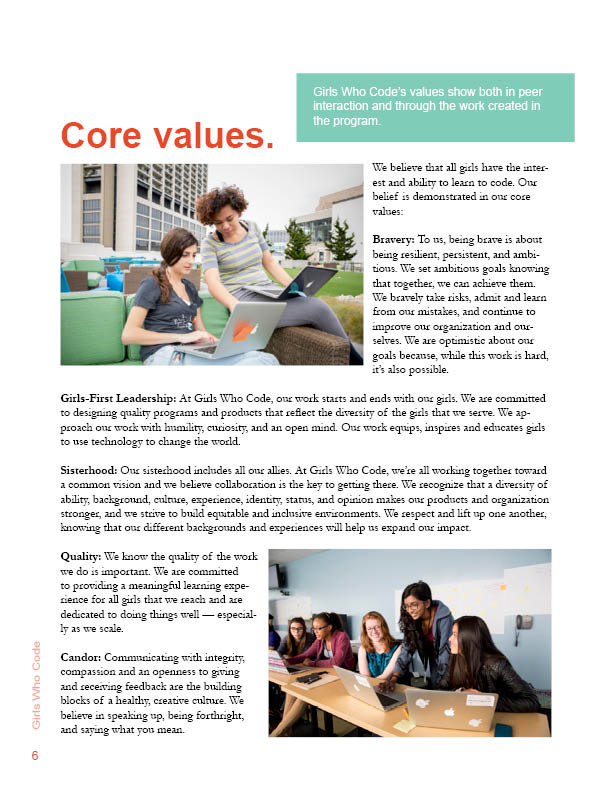 Girls Who Code's values show both in peer
interaction and through the work created in
the program.
Core values.
We believe that all girls have the inter-
est and ability to learn to code. Our
belief is demonstrated in our core
values:
Bravery: To us, being brave is about
being resilient, persistent, and ambi-
tious. We set ambitious goals knowing
that together, we can achieve them.
We bravely take risks, admit and learn
from our mistakes, and continue to
improve our organization and our-
selves. We are optimistic about our
goals because, while this work is hard,
it's also possible.
Girls-First Leadership: At Girls Who Code, our work starts and ends with our girls. We are committed
to designing quality programs and products that reflect the diversity of the girls that we serve. We ap-
proach our work with humility, curiosity, and an open mind. Our work equips, inspires and educates girls
to use technology to change the world.
Sisterhood: Our sisterhood includes all our allies. At Girls Who Code, we're all working together toward
a common vision and we believe collaboration is the key to getting there. We recognize that a diversity of
ability, background, culture, experience, identity, status, and opinion makes our products and organization
stronger, and we strive to build equitable and inclusive environments. We respect and lift up one another,
knowing that our different backgrounds and experiences will help us expand our impact.
Quality: We know the quality of the work
we do is important. We are committed
to providing a meaningful learning expe-
rience for all girls that we reach and are
dedicated to doing things well — especial-
ly as we scale.
Candor: Communicating with integrity,
compassion and an openness to giving
and receiving feedback are the building
blocks of a healthy, creative culture. We
believe in speaking up, being forthright,
and saying what you mean.
Girls Who Code
6